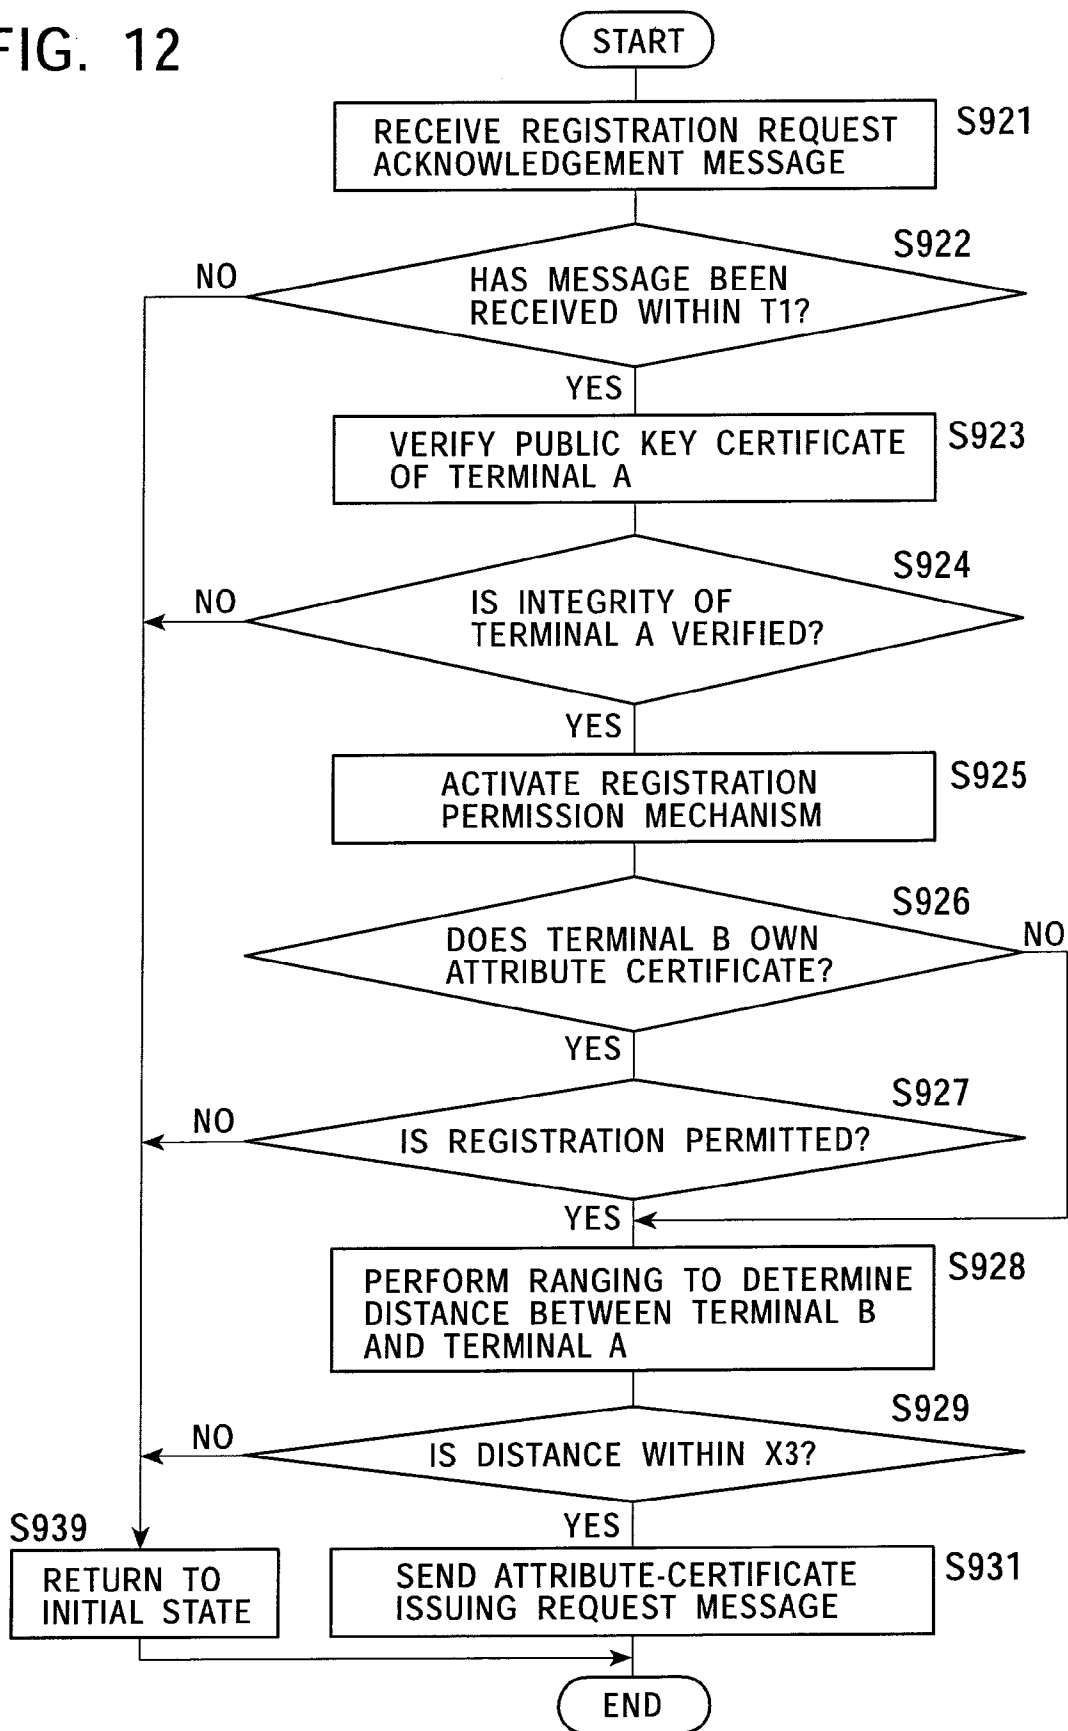 FIG. 12
START
RECEIVE REGISTRATION REQUEST
ACKNOWLEDGEMENT MESSAGE
S921
S922
NO
HAS MESSAGE BEEN
RECEIVED WITHIN T1?
YES
VERIFY PUBLIC KEY CERTIFICATE
OF TERMINAL A
S923
S924
NO
IS INTEGRITY OF
TERMINAL A VERIFIED?
YES
ACTIVATE REGISTRATION
PERMISSION MECHANISM
S925
S926
NO
DOES TERMINAL B OWN
ATTRIBUTE CERTIFICATE?
YES
S927
NO
IS REGISTRATION PERMITTED?
YES
PERFORM RANGING TO DETERMINE
DISTANCE BETWEEN TERMINAL B
AND TERMINAL A
S928
S929
NO
IS DISTANCE WITHIN X3?
YES
S939
RETURN TO
INITIAL STATE
SEND ATTRIBUTE-CERTIFICATE
ISSUING REQUEST MESSAGE
S931
END